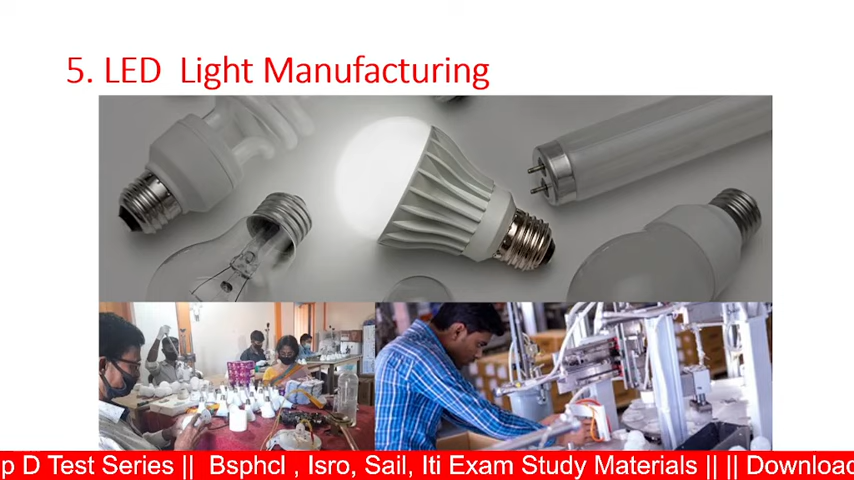 5. LED Light Manufacturing
p D Test Series || Bsphcl , Isro, Sail, Iti Exam Study Materials || || Download